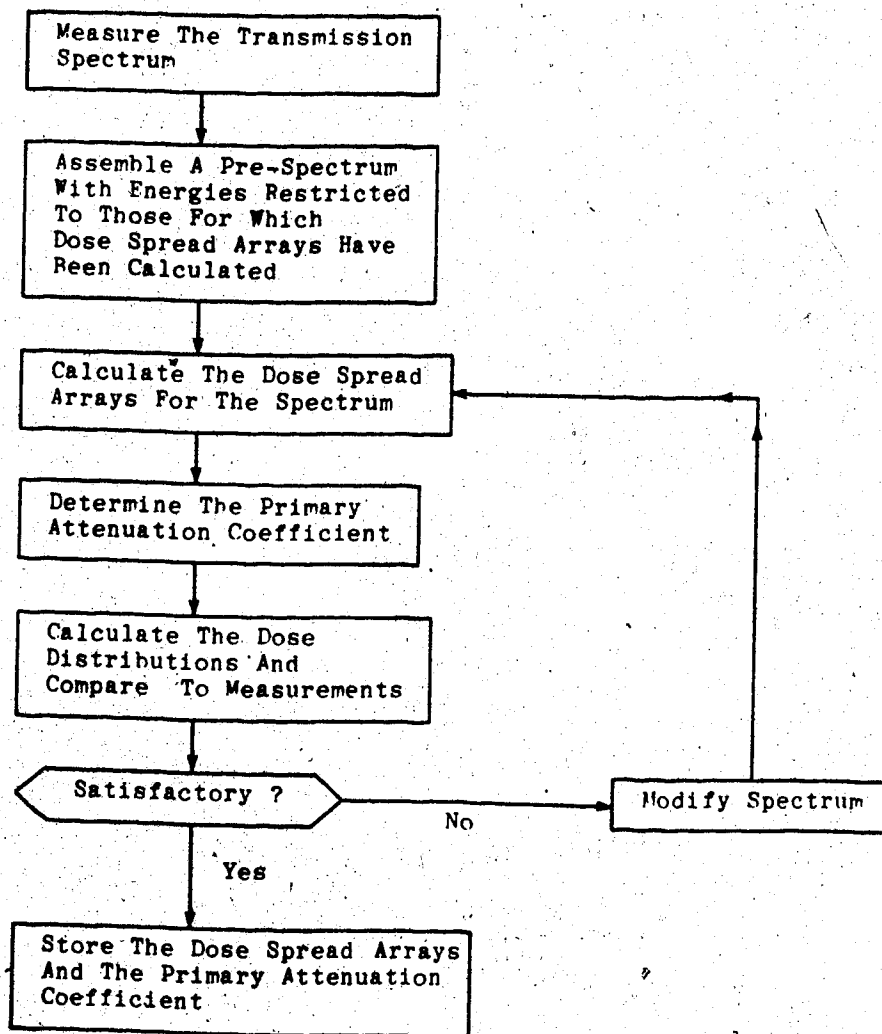 Measure The Transmission
Spectrum
Assemble A Pre-Spectrum
With Energies Restricted
To Those For Which
Dose Spread Arrays Have
Been Calculated
Calculate The Dose Spread
Arrays For The Spectrum
Determine The Primary
Attenuation Coefficient
Calculate The Dose
Distributions And
Compare To Measurements
Satisfactory ?
No
Modify Spectrum
Yes
Store The Dose Spread Arrays
And The Primary Attenuation
Coefficient